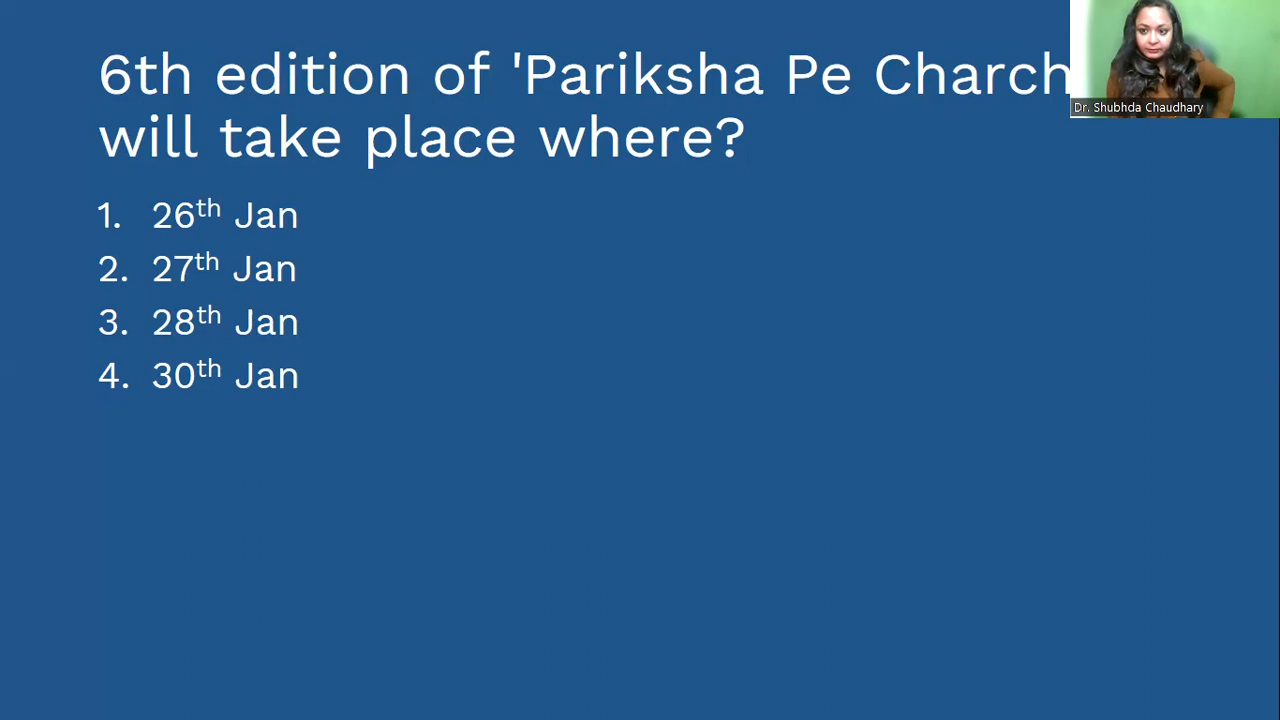 6th edition of 'Pariksha Pe Charch
will take place where?
Dr. Shubhda Chaudhary
1. 26th Jan
2. 27th Jan
3. 28th Jan
4. 30th Jan